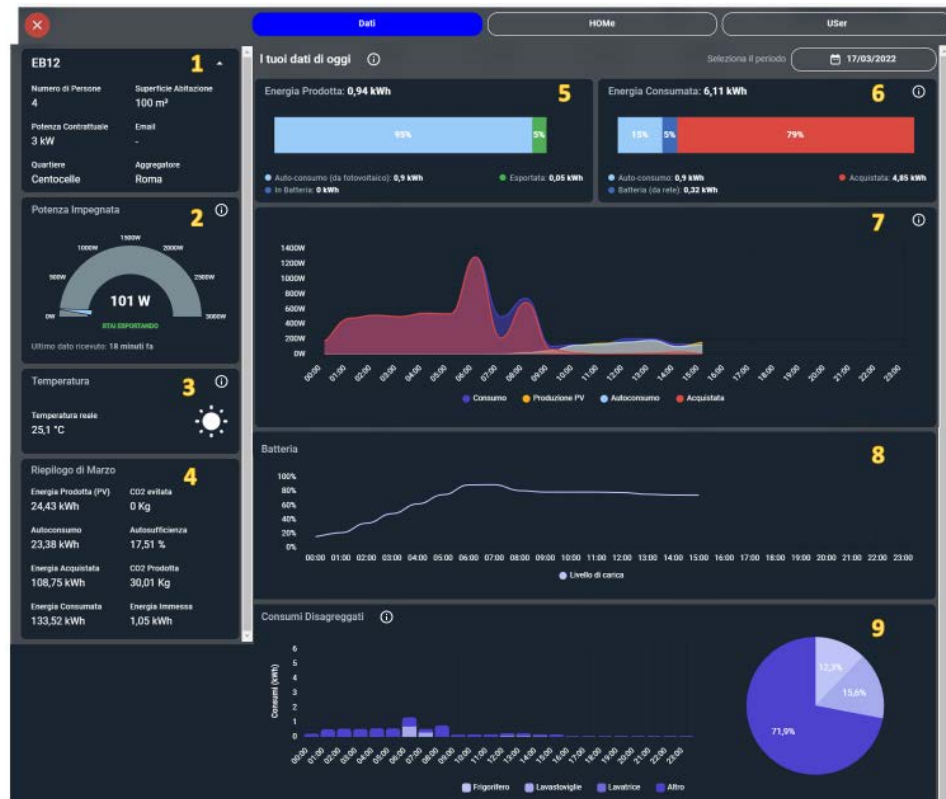 Dati
HOMe
USer
EB12
1
Numero di Persone
Superficie Abitazione
4
100 m²
Potenza Contrattuale
Email
3 kW
-
Quartiere
Aggregatore
Centocelle
Roma
Potenza Impegnata
2
0W
500W
1000W
1500W
2000W
2500W
3000W
101 W
STAI ESPORTANDO
Ultimo dato ricevuto: 18 minuti fa
Temperatura
3
Temperatura reale
25,1 °C
Riepilogo di Marzo
4
Energia Prodotta (PV)
CO2 evitata
24,43 kWh
0 Kg
Autoconsumo
Autosufficienza
23,38 kWh
17,51 %
Energia Acquistata
CO2 Prodotta
108,75 kWh
30,01 Kg
Energia Consumata
Energia Immessa
133,52 kWh
1,05 kWh
I tuoi dati di oggi
Seleziona il periodo
17/03/2022
Energia Prodotta: 0,94 kWh
5
95%
5%
Auto-consumo (da fotovoltaico): 0,9 kWh
Esportata: 0,05 kWh
In Batteria: 0 kWh
Energia Consumata: 6,11 kWh
6
15%
5%
79%
Auto-consumo: 0,9 kWh
Acquistata: 4,85 kWh
Batteria (da rete): 0,32 kWh
7
1400W
1200W
1000W
800W
600W
400W
200W
0W
00:00 01:00 02:00 03:00 04:00 05:00 06:00 07:00 08:00 09:00 10:00 11:00 12:00 13:00 14:00 15:00 16:00 17:00 18:00 19:00 20:00 21:00 22:00 23:00
Consumo Produzione PV Autoconsumo Acquistata
Batteria
8
100%
80%
60%
40%
20%
0%
00:00 01:00 02:00 03:00 04:00 05:00 06:00 07:00 08:00 09:00 10:00 11:00 12:00 13:00 14:00 15:00 16:00 17:00 18:00 19:00 20:00 21:00 22:00 23:00
Livello di carica
Consumi Disaggregati
9
Consumi (kWh)
6
5
4
3
2
1
0
00:00 01:00 02:00 03:00 04:00 05:00 06:00 07:00 08:00 09:00 10:00 11:00 12:00 13:00 14:00 15:00 16:00 17:00 18:00 19:00 20:00 21:00 22:00 23:00
Frigorifero Lavastoviglie Lavatrice Altro
12,3%
15,6%
71,9%